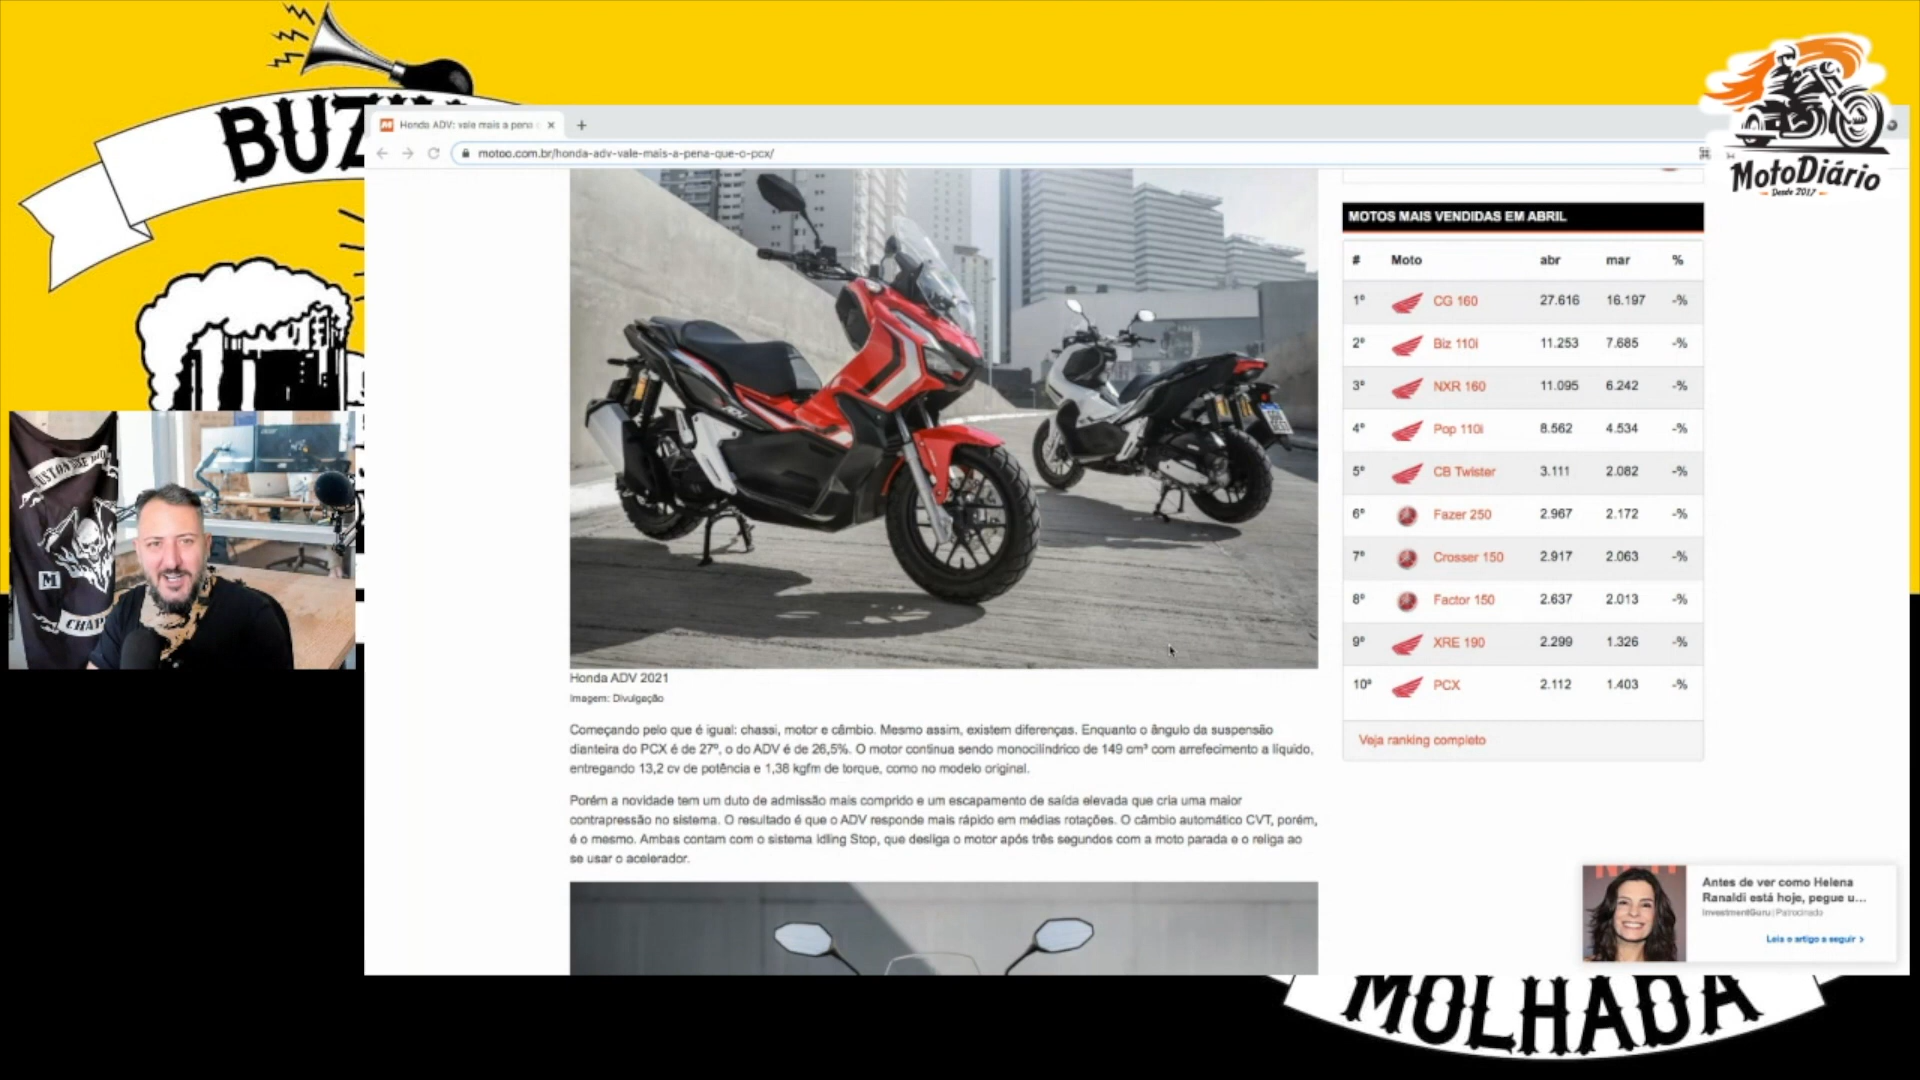 BUZ
Honda ADV: vale mais a pena
motoo.com.br/honda-adv-vale-mais-a-pena-que-o-pcx/
MotoDiário
Desde 2017
Honda ADV 2021
Imagem: Divulgação
Começando pelo que é igual: chassi, motor e câmbio. Mesmo assim, existem diferenças. Enquanto o ângulo da suspensão
dianteira do PCX é de 27º, o do ADV é de 26,5%. O motor continua sendo monocilíndrico de 149 cm³ com arrefecimento a líquido,
entregando 13,2 cv de potência e 1,38 kgfm de torque, como no modelo original.
Porém a novidade tem um duto de admissão mais comprido e um escapamento de saída elevada que cria uma maior
contrapressão no sistema. O resultado é que o ADV responde mais rápido em médias rotações. O câmbio automático CVT, porém,
é o mesmo. Ambas contam com o sistema Idling Stop, que desliga o motor após três segundos com a moto parada e o religa ao
se usar o acelerador.
MOTOS MAIS VENDIDAS EM ABRIL
# Moto abr mar %
1º CG 160 27.616 16.197 -%
2º Biz 110i 11.253 7.685 -%
3º NXR 160 11.095 6.242 -%
4º Pop 110i 8.562 4.534 -%
5º CB Twister 3.111 2.082 -%
6º Fazer 250 2.967 2.172 -%
7º Crosser 150 2.917 2.063 -%
8º Factor 150 2.637 2.013 -%
9º XRE 190 2.299 1.326 -%
10º PCX 2.112 1.403 -%
Veja ranking completo
Antes de ver como Helena
Ranaldi está hoje, pegue u...
InvestmentGuru | Patrocinado
Leia o artigo a seguir >
M
CHAP
MOLHADA